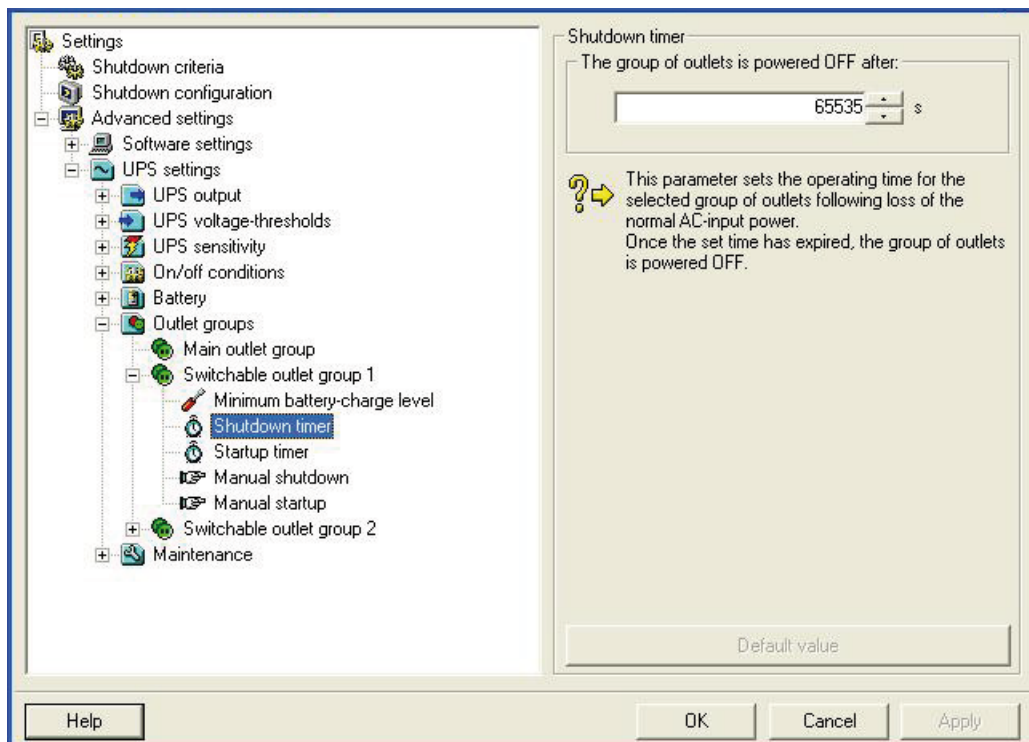 Settings
Shutdown criteria
Shutdown configuration
Advanced settings
Software settings
UPS settings
UPS output
UPS voltage-thresholds
UPS sensitivity
On/off conditions
Battery
Outlet groups
Main outlet group
Switchable outlet group 1
Minimum battery-charge level
Shutdown timer
Startup timer
Manual shutdown
Manual startup
Switchable outlet group 2
Maintenance
Shutdown timer
The group of outlets is powered OFF after:
65535 s
This parameter sets the operating time for the
selected group of outlets following loss of the
normal AC-input power.
Once the set time has expired, the group of outlets
is powered OFF.
Default value
Help OK Cancel Apply